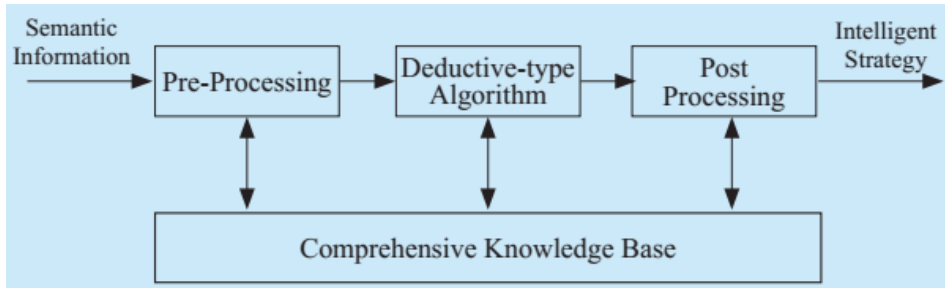 Semantic
Information
Pre-Processing
Deductive-type
Algorithm
Post
Processing
Intelligent
Strategy
Comprehensive Knowledge Base